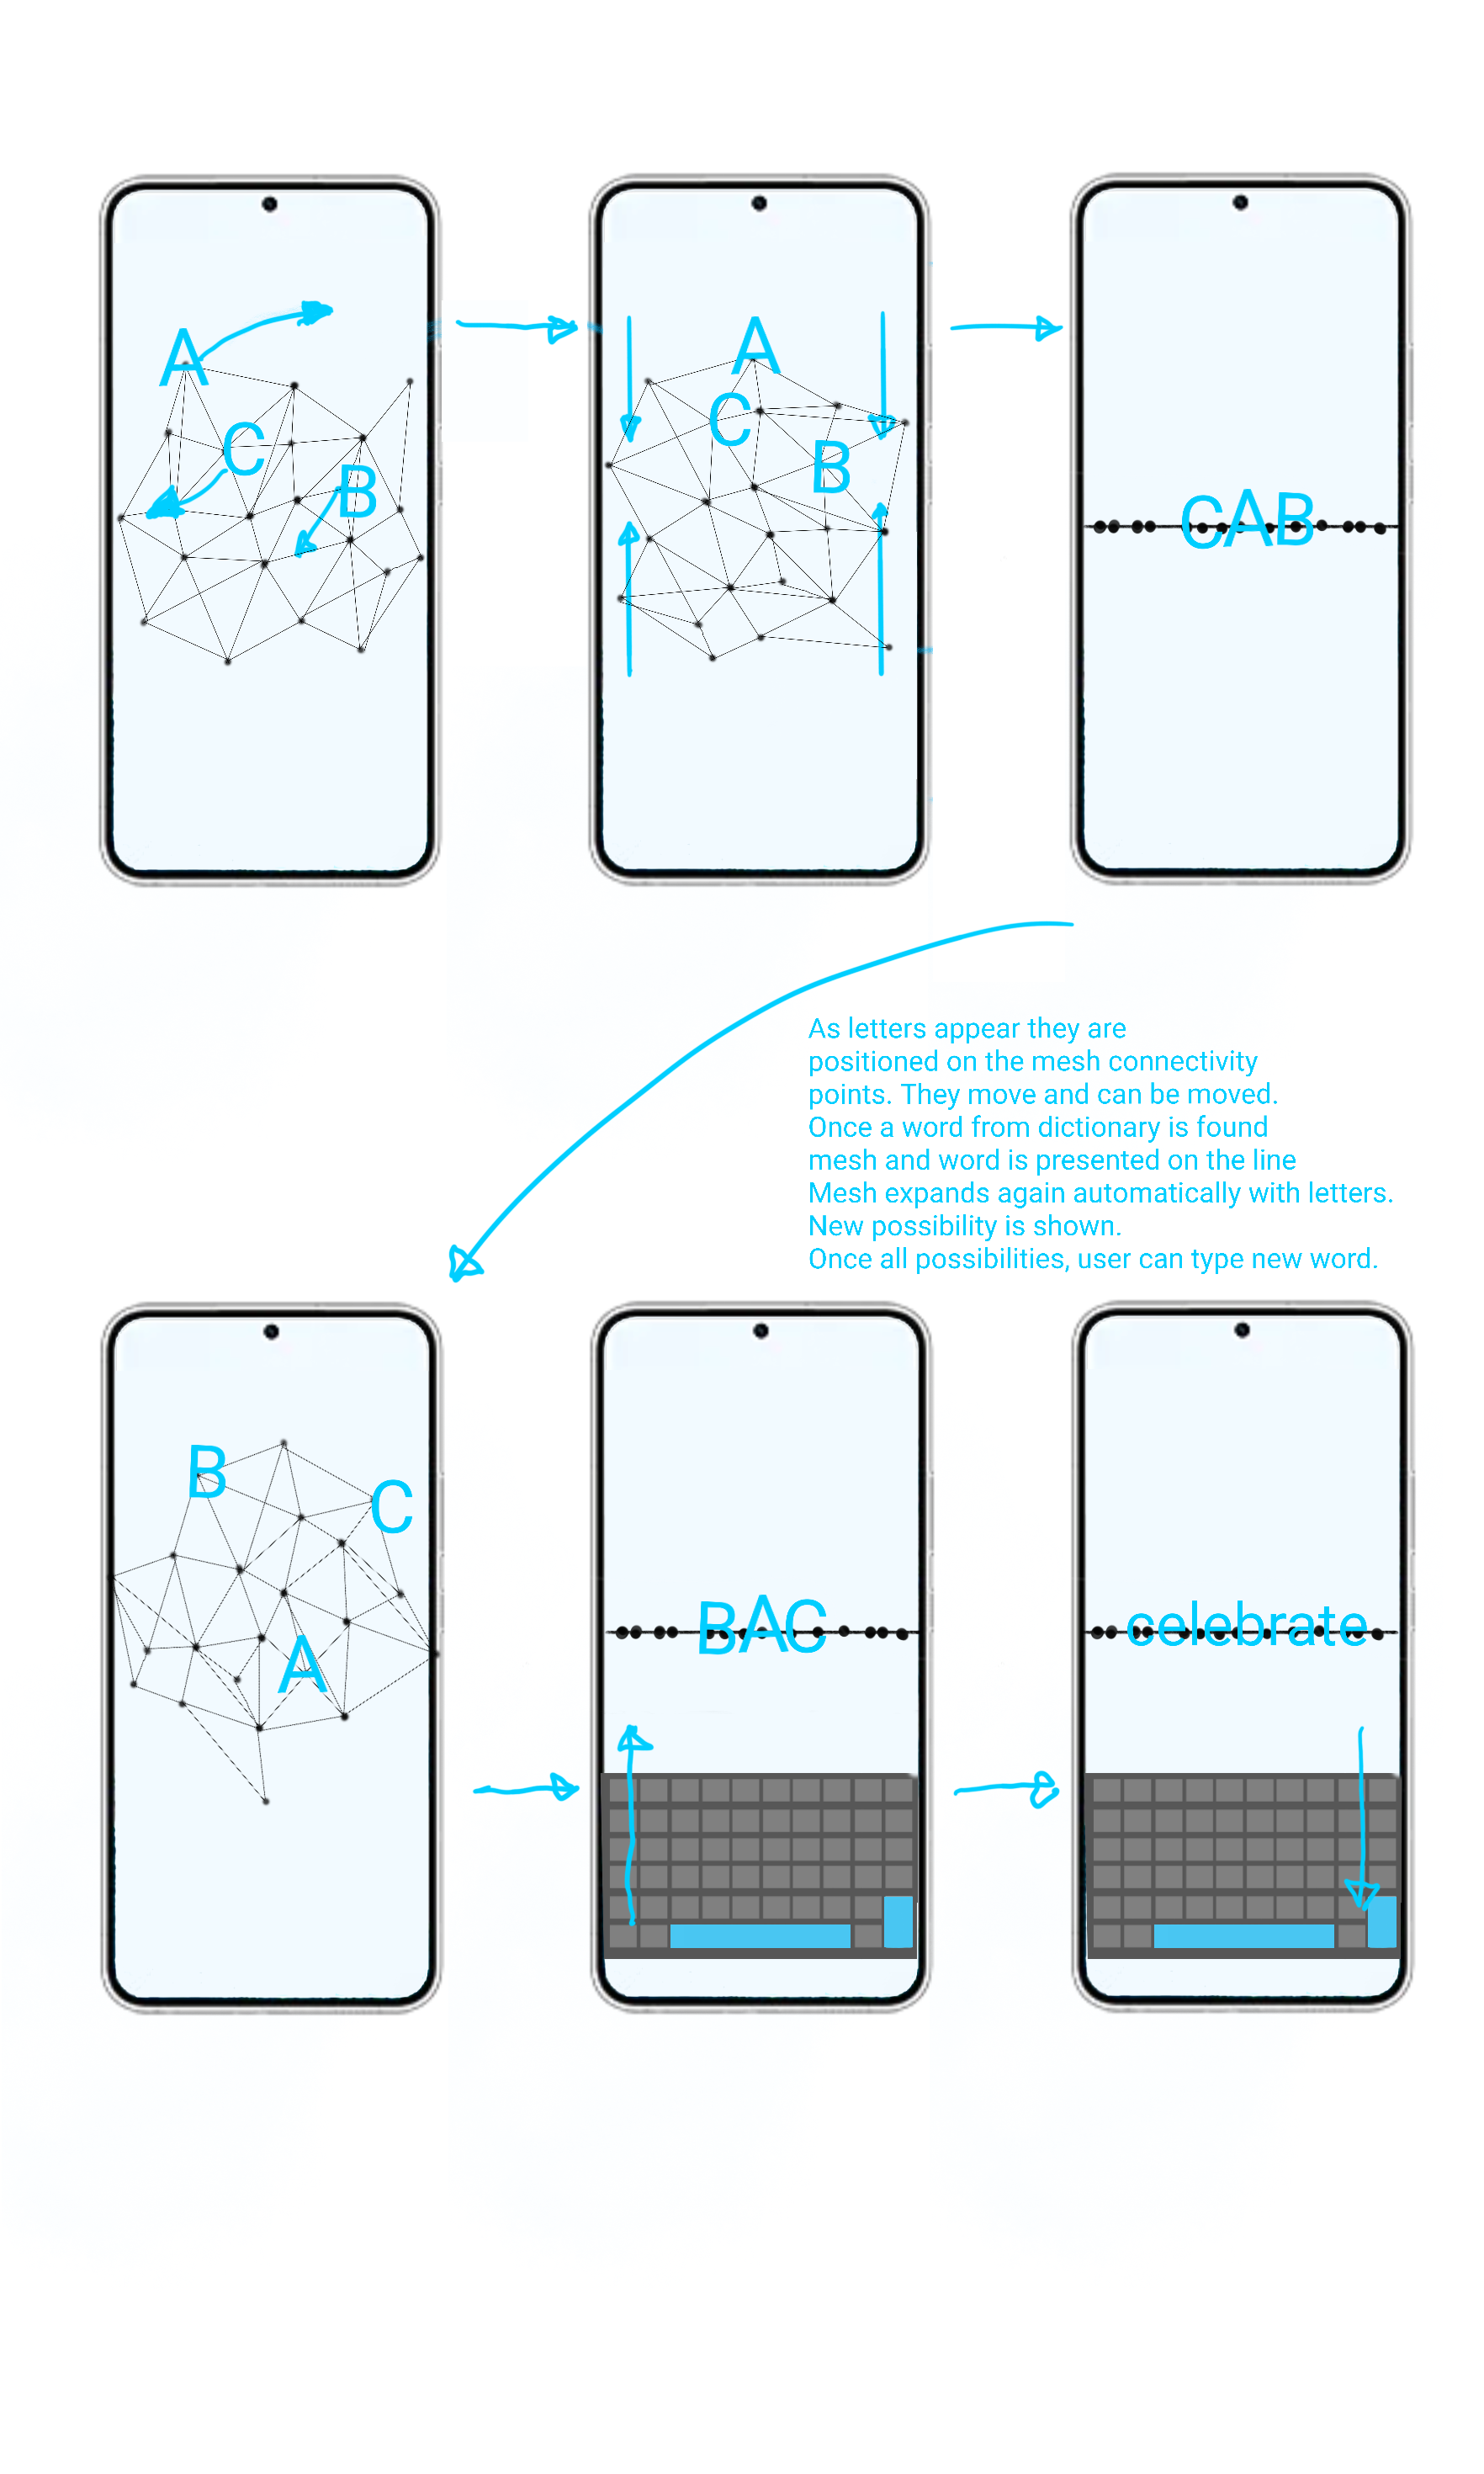 A
C
B
A
C
B
CAB
As letters appear they are
positioned on the mesh connectivity
points. They move and can be moved.
Once a word from dictionary is found
mesh and word is presented on the line
Mesh expands again automatically with letters.
New possibility is shown.
Once all possibilities, user can type new word.
B
C
A
BAC
celebrate